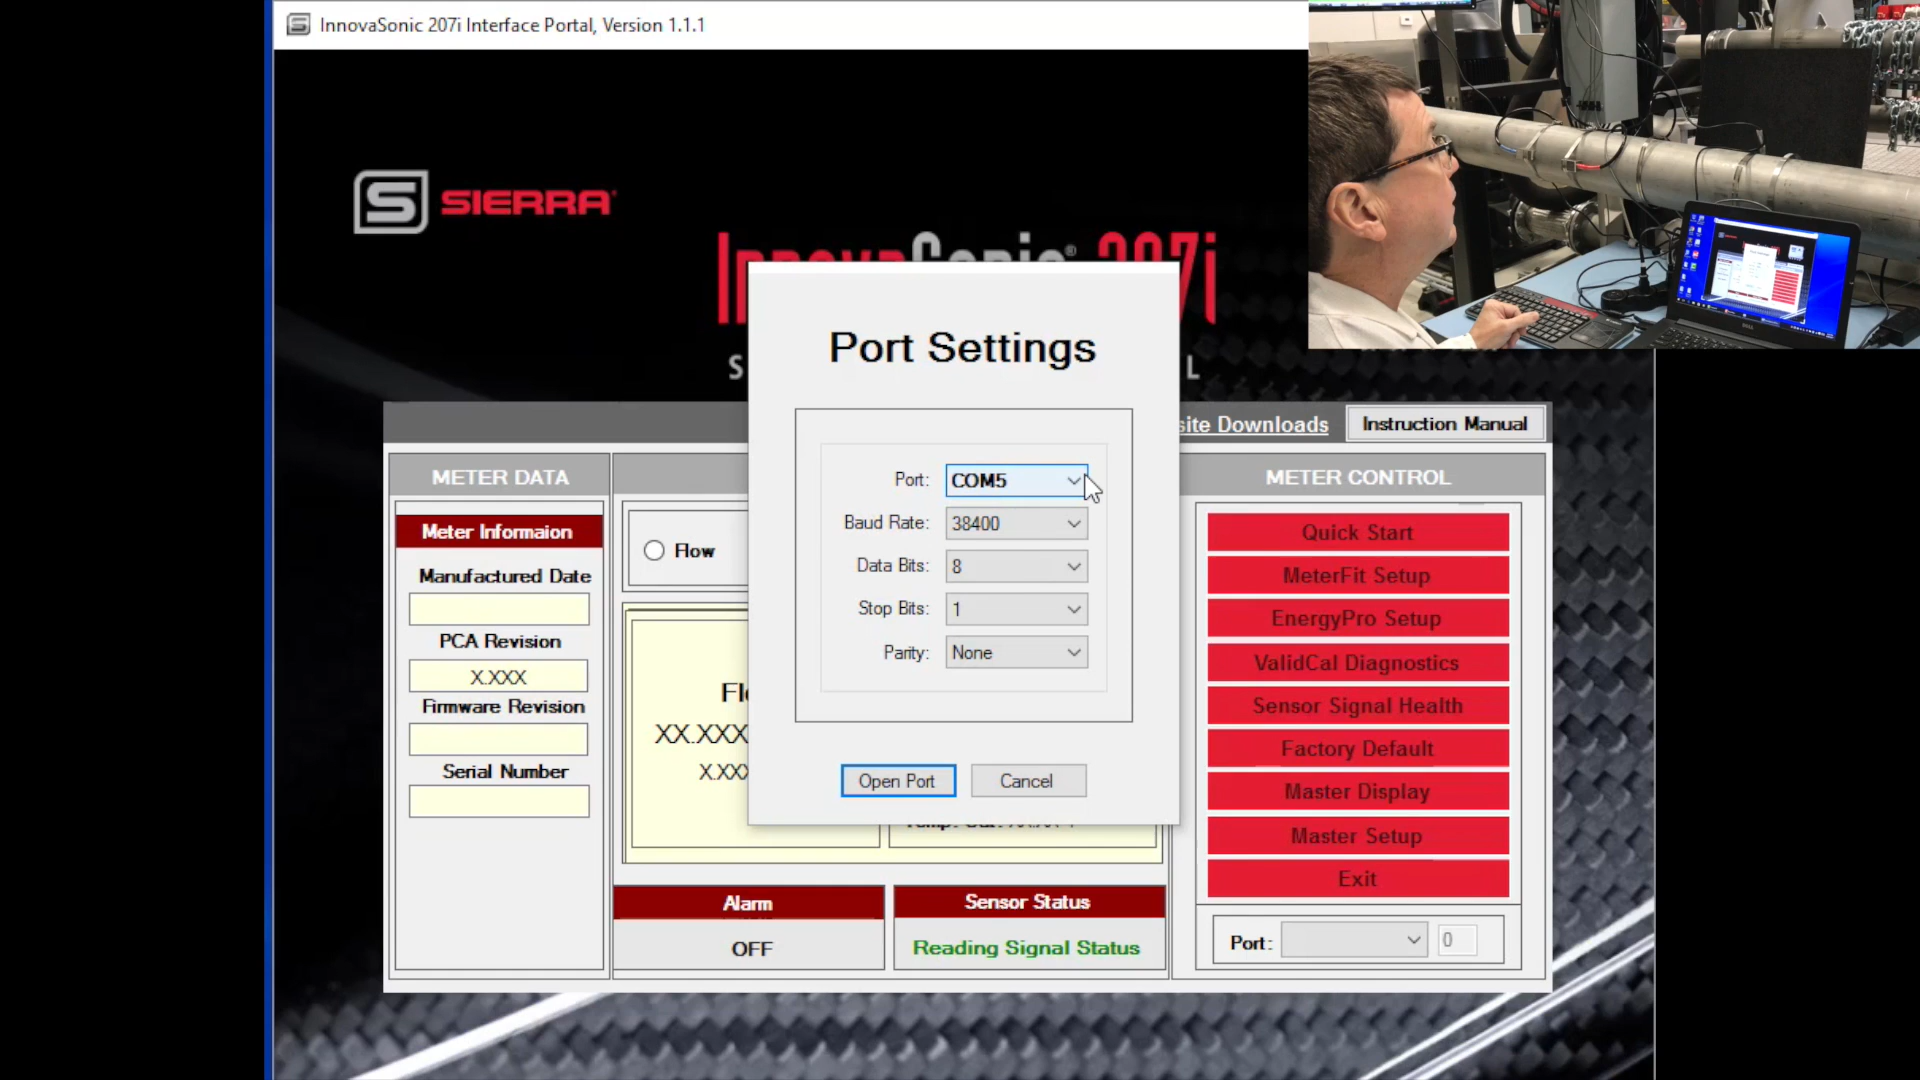 InnovaSonic 207i Interface Portal, Version 1.1.1
SIERRA
InnovaSonic® 207i
S L
Port Settings
site Downloads
Instruction Manual
METER DATA
METER CONTROL
Port: COM5
Baud Rate: 38400
Data Bits: 8
Stop Bits: 1
Parity: None
Open Port
Cancel
Meter Informaion
Manufactured Date
PCA Revision
X.XXX
Firmware Revision
Serial Number
Flow
XX.XXX
X.XXX
Alarm
OFF
Sensor Status
Reading Signal Status
Quick Start
MeterFit Setup
EnergyPro Setup
ValidCal Diagnostics
Sensor Signal Health
Factory Default
Master Display
Master Setup
Exit
Port: 0